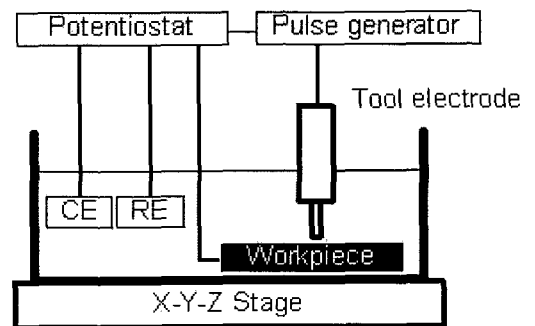 Potentiostat
Pulse generator
Tool electrode
CE
RE
Workpiece
X-Y-Z Stage